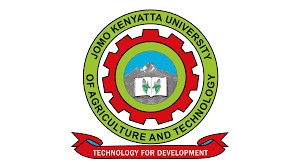 JOMO KENYATTA UNIVERSITY
OF AGRICULTURE AND TECHNOLOGY
TECHNOLOGY FOR DEVELOPMENT